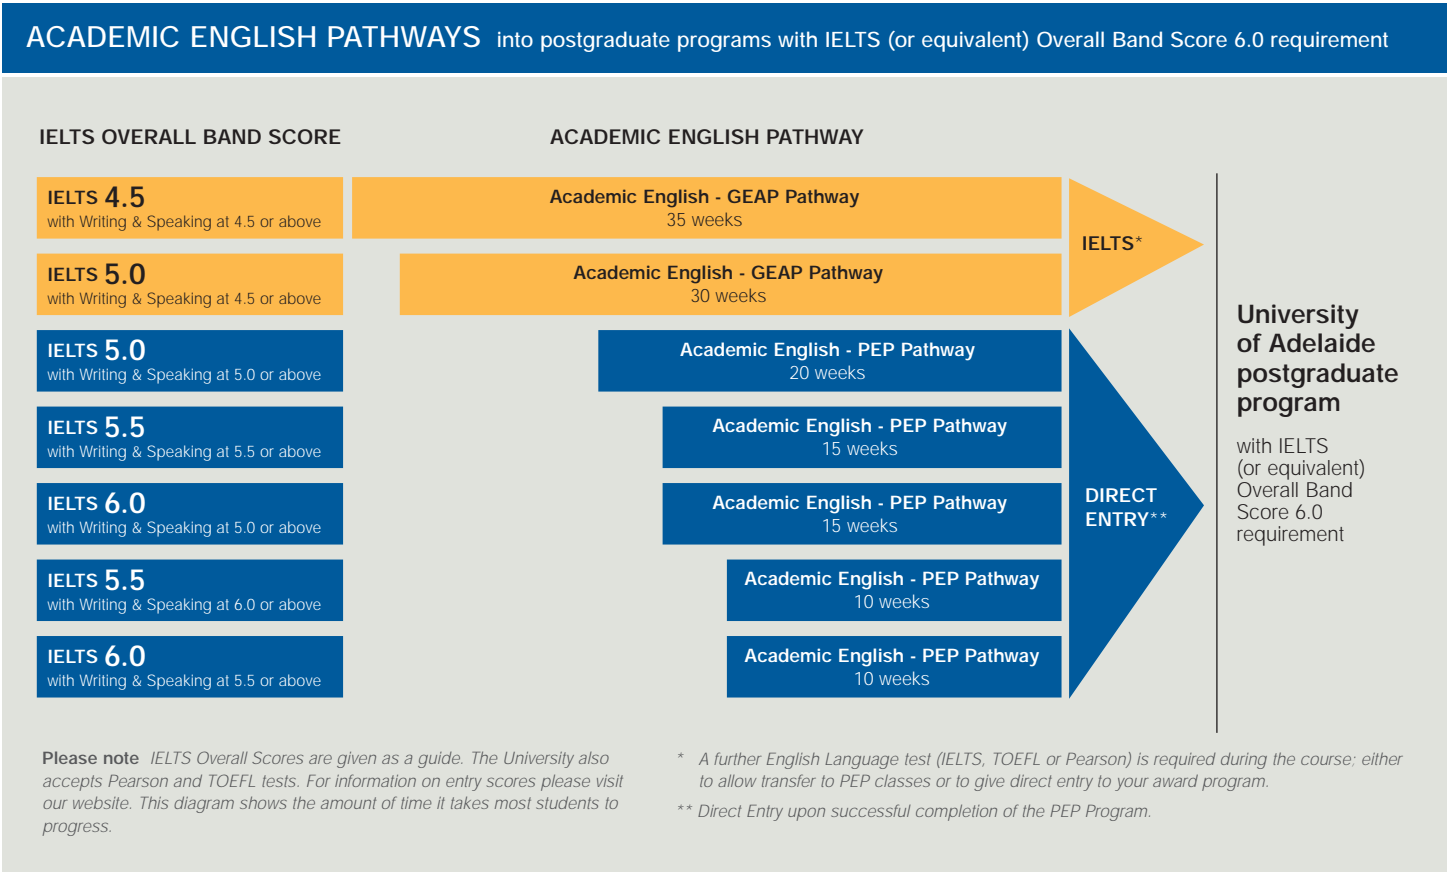 ACADEMIC ENGLISH PATHWAYS into postgraduate programs with IELTS (or equivalent) Overall Band Score 6.0 requirement
IELTS OVERALL BAND SCORE
ACADEMIC ENGLISH PATHWAY
IELTS 4.5
with Writing & Speaking at 4.5 or above
Academic English - GEAP Pathway
35 weeks
IELTS 5.0
with Writing & Speaking at 4.5 or above
Academic English - GEAP Pathway
30 weeks
IELTS*
IELTS 5.0
with Writing & Speaking at 5.0 or above
Academic English - PEP Pathway
20 weeks
IELTS 5.5
with Writing & Speaking at 5.5 or above
Academic English - PEP Pathway
15 weeks
IELTS 6.0
with Writing & Speaking at 5.0 or above
Academic English - PEP Pathway
15 weeks
IELTS 5.5
with Writing & Speaking at 6.0 or above
Academic English - PEP Pathway
10 weeks
IELTS 6.0
with Writing & Speaking at 5.5 or above
Academic English - PEP Pathway
10 weeks
DIRECT
ENTRY**
University
of Adelaide
postgraduate
program
with IELTS
(or equivalent)
Overall Band
Score 6.0
requirement
Please note IELTS Overall Scores are given as a guide. The University also
accepts Pearson and TOEFL tests. For information on entry scores please visit
our website. This diagram shows the amount of time it takes most students to
progress.
* A further English Language test (IELTS, TOEFL or Pearson) is required during the course; either
to allow transfer to PEP classes or to give direct entry to your award program.
** Direct Entry upon successful completion of the PEP Program.